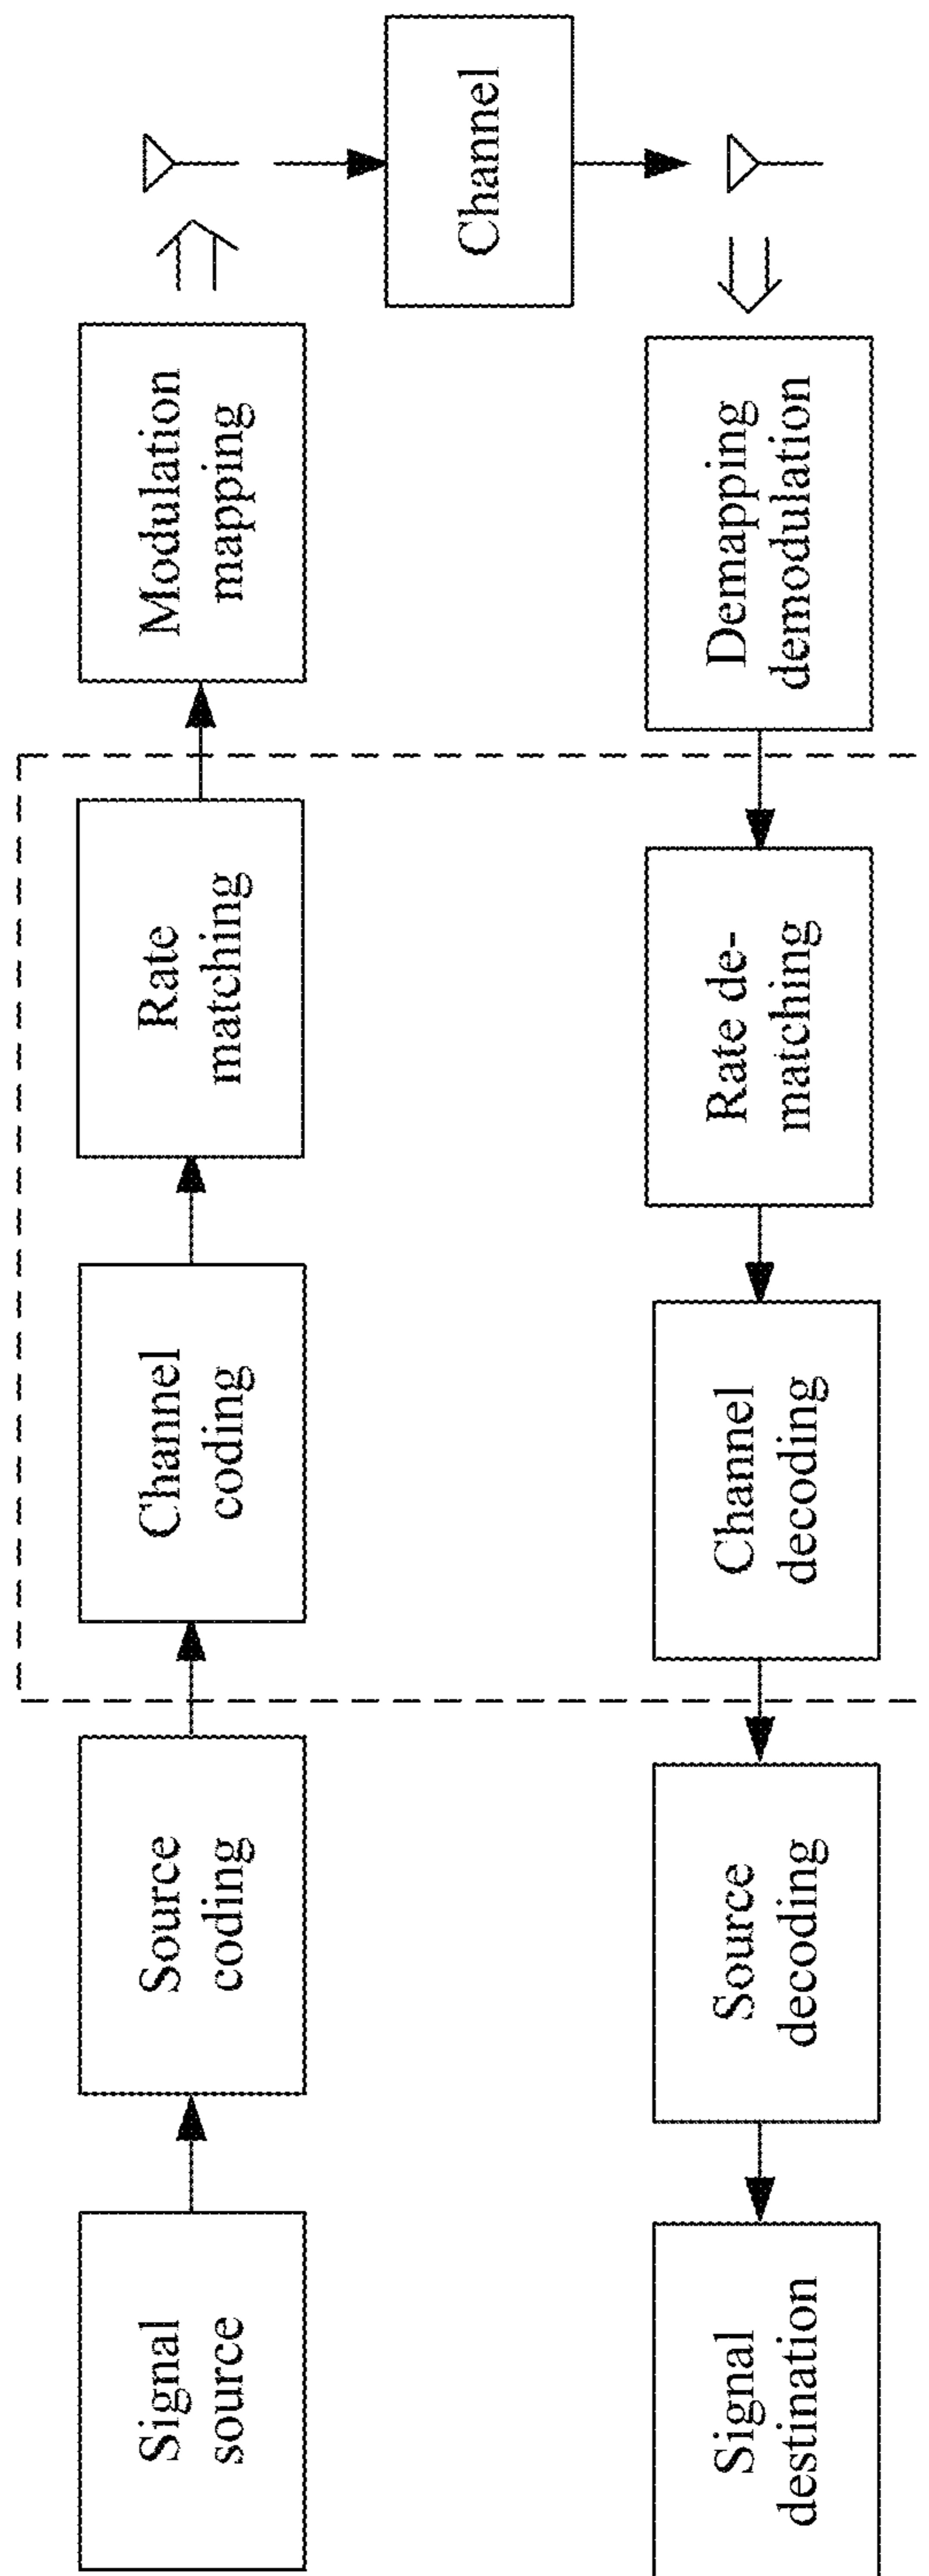 Signal
source
Source
coding
Channel
coding
Rate
matching
Modulation
mapping
Channel
Demapping
demodulation
Rate de-
matching
Channel
decoding
Source
decoding
Signal
destination